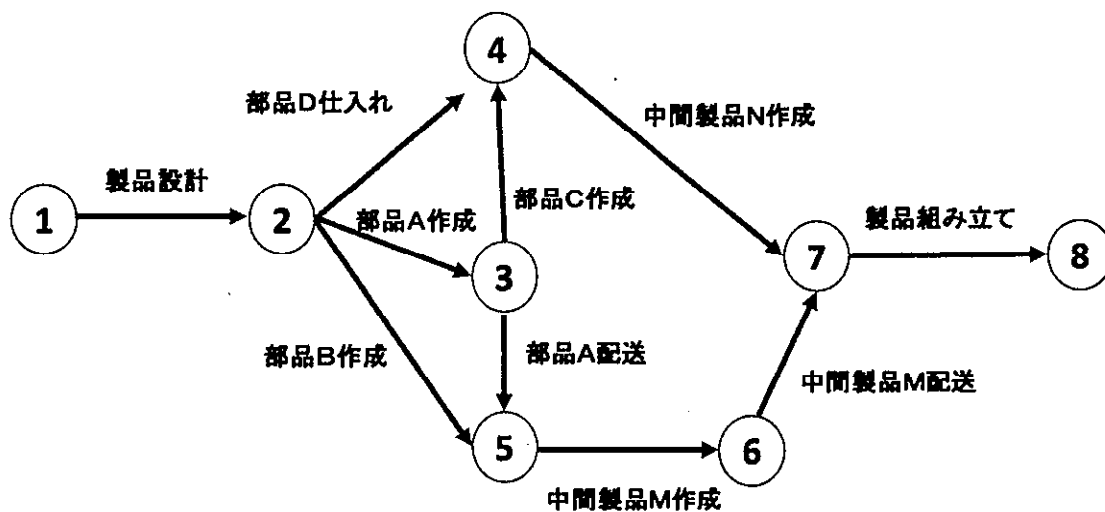 4
部品D仕入れ
中間製品N作成
製品設計
部品C作成
1
2
部品A作成
製品組み立て
3
7
8
部品B作成
部品A配送
中間製品M配送
5
6
中間製品M作成